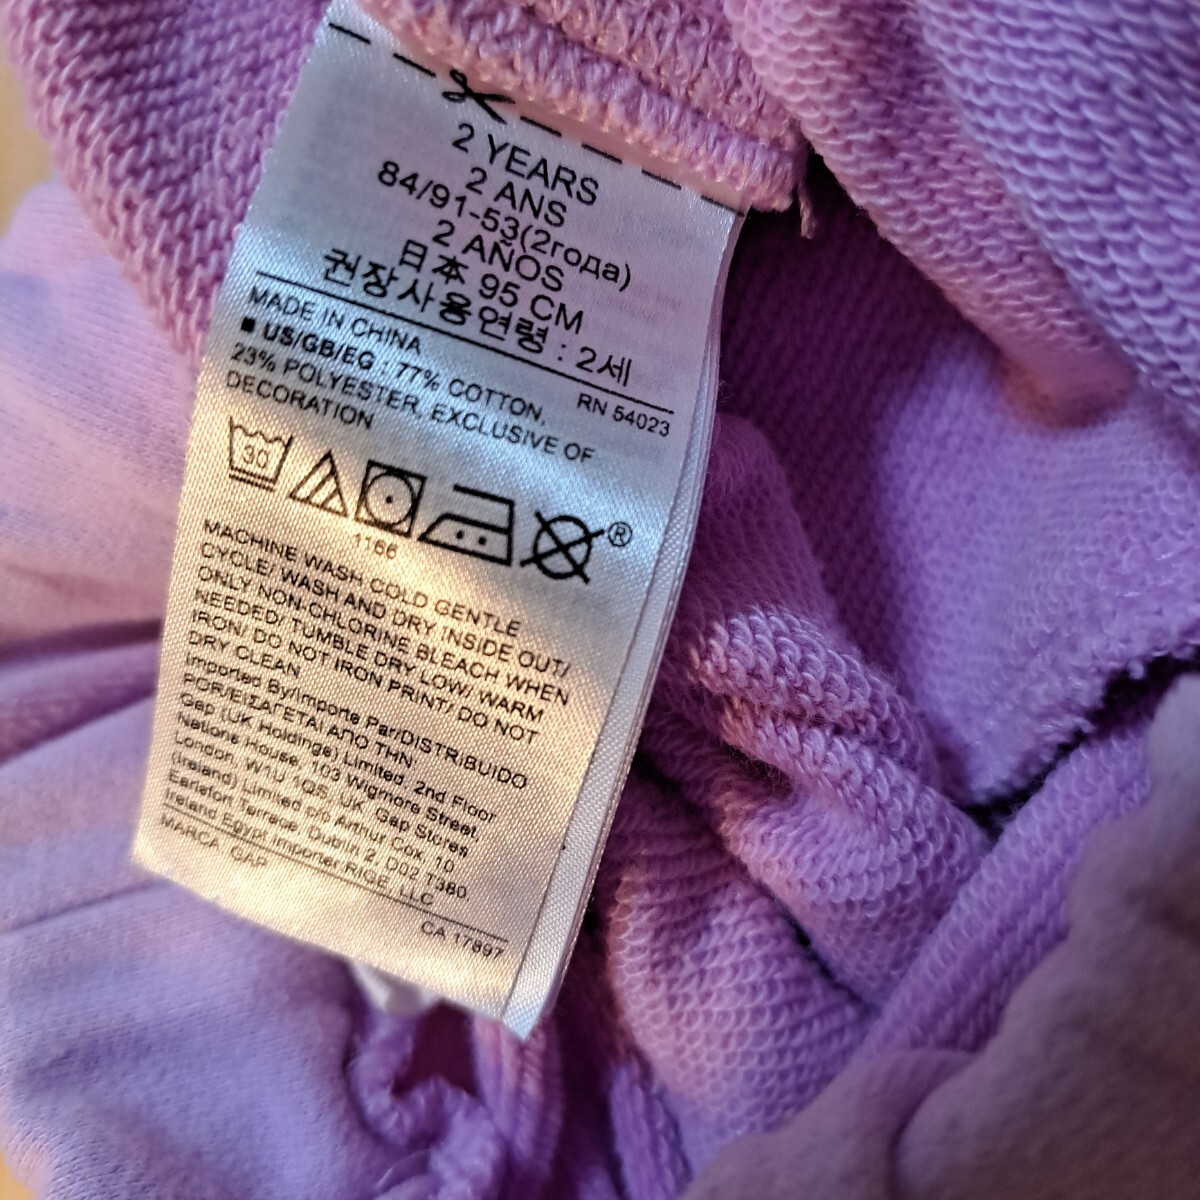 2 YEARS
2 ANS
84/91-53(2года)
2 AÑOS
日本 95 CM
권장사용연령 : 2세
MADE IN CHINA
RN 54023
■ US/GB/EG : 77% COTTON,
23% POLYESTER, EXCLUSIVE OF
DECORATION
30
®
1166
MACHINE WASH COLD GENTLE
CYCLE/ WASH AND DRY INSIDE OUT/
ONLY NON-CHLORINE BLEACH WHEN
NEEDED/ TUMBLE DRY LOW/ WARM
IRON/ DO NOT IRON PRINT/ DO NOT
DRY CLEAN
Imported By/Importe Par/DISTRIBUIDO
POR/ΕΙΣΑΓΕΤΑΙ ΑΠΟ ΤΗΝ
Gap (UK Holdings) Limited, 2nd Floor
Nations House, 103 Wigmore Street,
London, W1U 1QS, UK, Gap Stores
(Ireland) Limited c/o Arthur Cox, 10
Earlsfort Terrace, Dublin 2, D02 T380,
Ireland Egypt Importer RIGE, LLC
MARCA: GAP
CA 17897